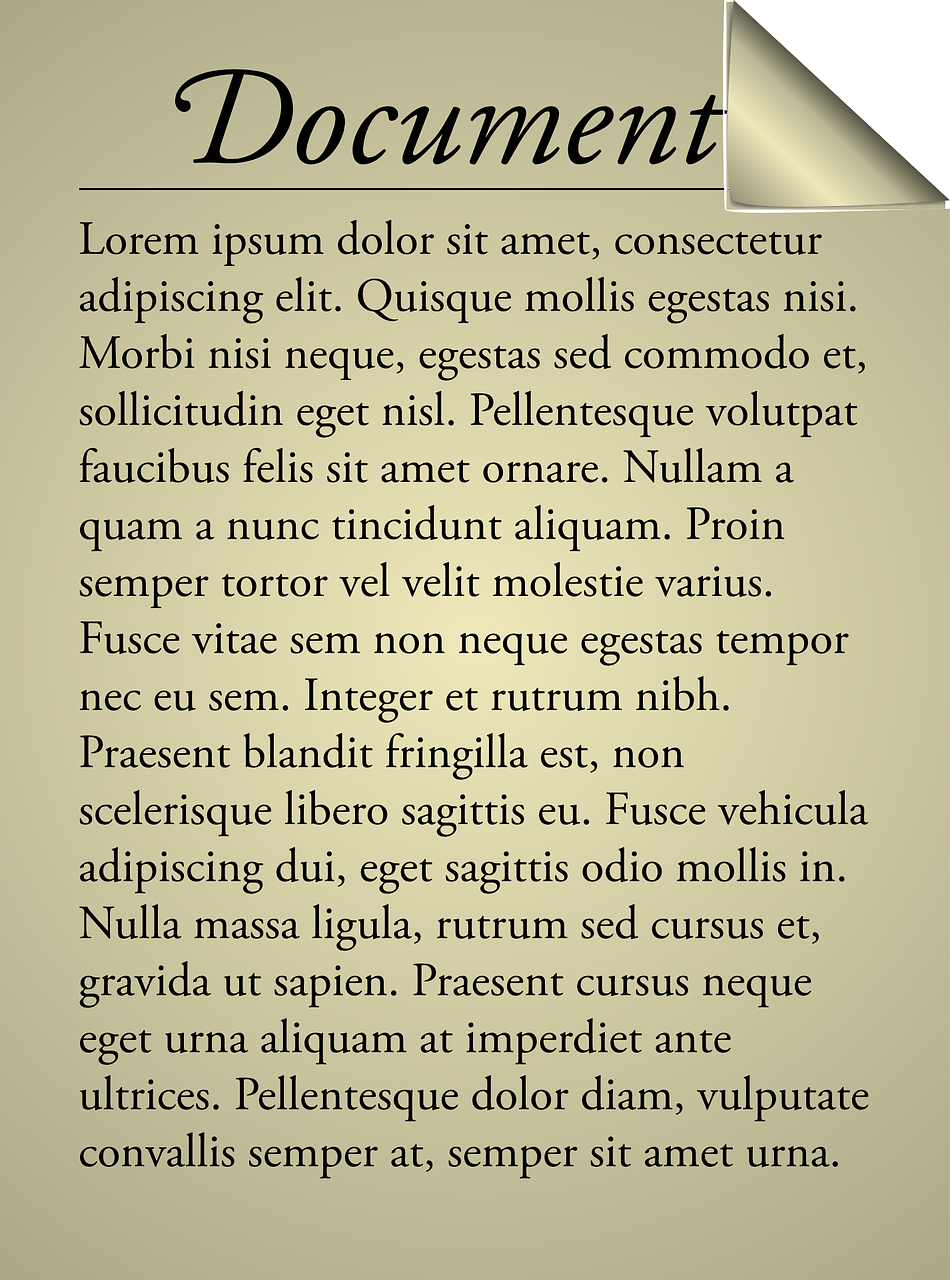 Document
Lorem ipsum dolor sit amet, consectetur
adipiscing elit. Quisque mollis egestas nisi.
Morbi nisi neque, egestas sed commodo et,
sollicitudin eget nisl. Pellentesque volutpat
faucibus felis sit amet ornare. Nullam a
quam a nunc tincidunt aliquam. Proin
semper tortor vel velit molestie varius.
Fusce vitae sem non neque egestas tempor
nec eu sem. Integer et rutrum nibh.
Praesent blandit fringilla est, non
scelerisque libero sagittis eu. Fusce vehicula
adipiscing dui, eget sagittis odio mollis in.
Nulla massa ligula, rutrum sed cursus et,
gravida ut sapien. Praesent cursus neque
eget urna aliquam at imperdiet ante
ultrices. Pellentesque dolor diam, vulputate
convallis semper at, semper sit amet urna.